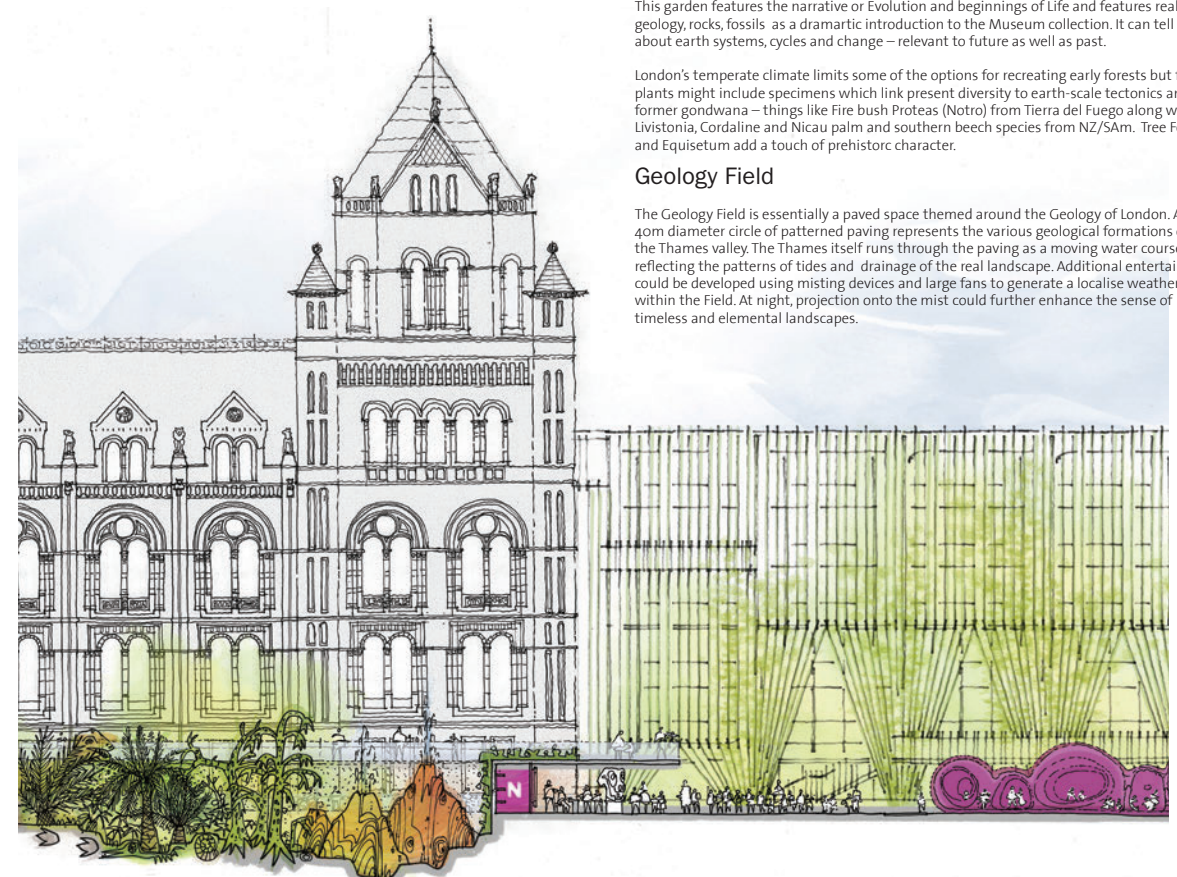 This garden features the narrative or Evolution and beginnings of Life and features real
geology, rocks, fossils as a dramartic introduction to the Museum collection. It can tell
about earth systems, cycles and change – relevant to future as well as past.
London's temperate climate limits some of the options for recreating early forests but
plants might include specimens which link present diversity to earth-scale tectonics
former gondwana – things like Fire bush Proteas (Notro) from Tierra del Fuego along
Livistonia, Cordaline and Nicau palm and southern beech species from NZ/SAm. Tree
and Equisetum add a touch of prehistorc character.
Geology Field
The Geology Field is essentially a paved space themed around the Geology of London. A
40m diameter circle of patterned paving represents the various geological formations
the Thames valley. The Thames itself runs through the paving as a moving water course
reflecting the patterns of tides and drainage of the real landscape. Additional
could be developed using misting devices and large fans to generate a localise weather
within the Field. At night, projection onto the mist could further enhance the sense of
timeless and elemental landscapes.
N